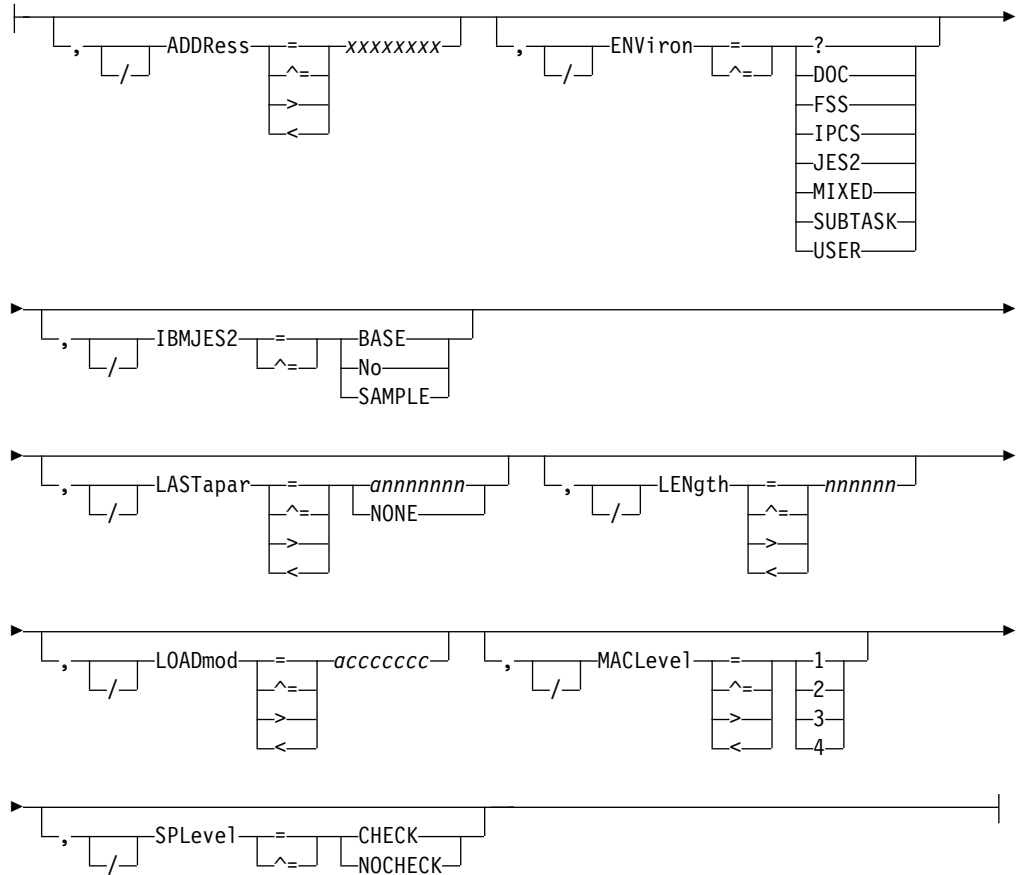 , / ADDRess = xxxxxxxx , / ENViron = ?
^= ^= DOC
> FSS
< IPCS
JES2
MIXED
SUBTASK
USER
, / IBMJES2 = BASE
^= No
SAMPLE
, / LASTapar = annnnnnn , / LENgth = nnnnnn
^= NONE ^=
> >
< <
, / LOADmod = accccccc , / MACLevel = 1
^= ^= 2
> > 3
< < 4
, / SPLevel = CHECK
^= NOCHECK